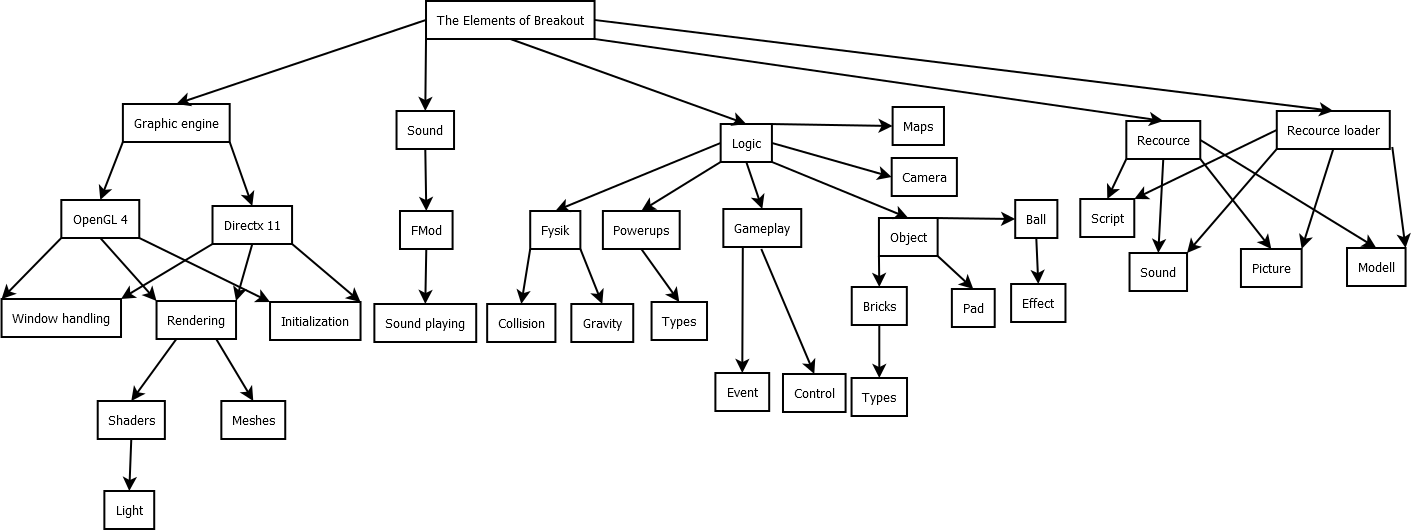 The Elements of Breakout
Graphic engine
Sound
Logic
Maps
Camera
Recource
Recource loader
OpenGL 4
Directx 11
FMod
Fysik
Powerups
Gameplay
Object
Ball
Script
Sound
Picture
Modell
Window handling
Rendering
Initialization
Sound playing
Collision
Gravity
Types
Bricks
Pad
Effect
Shaders
Meshes
Event
Control
Types
Light